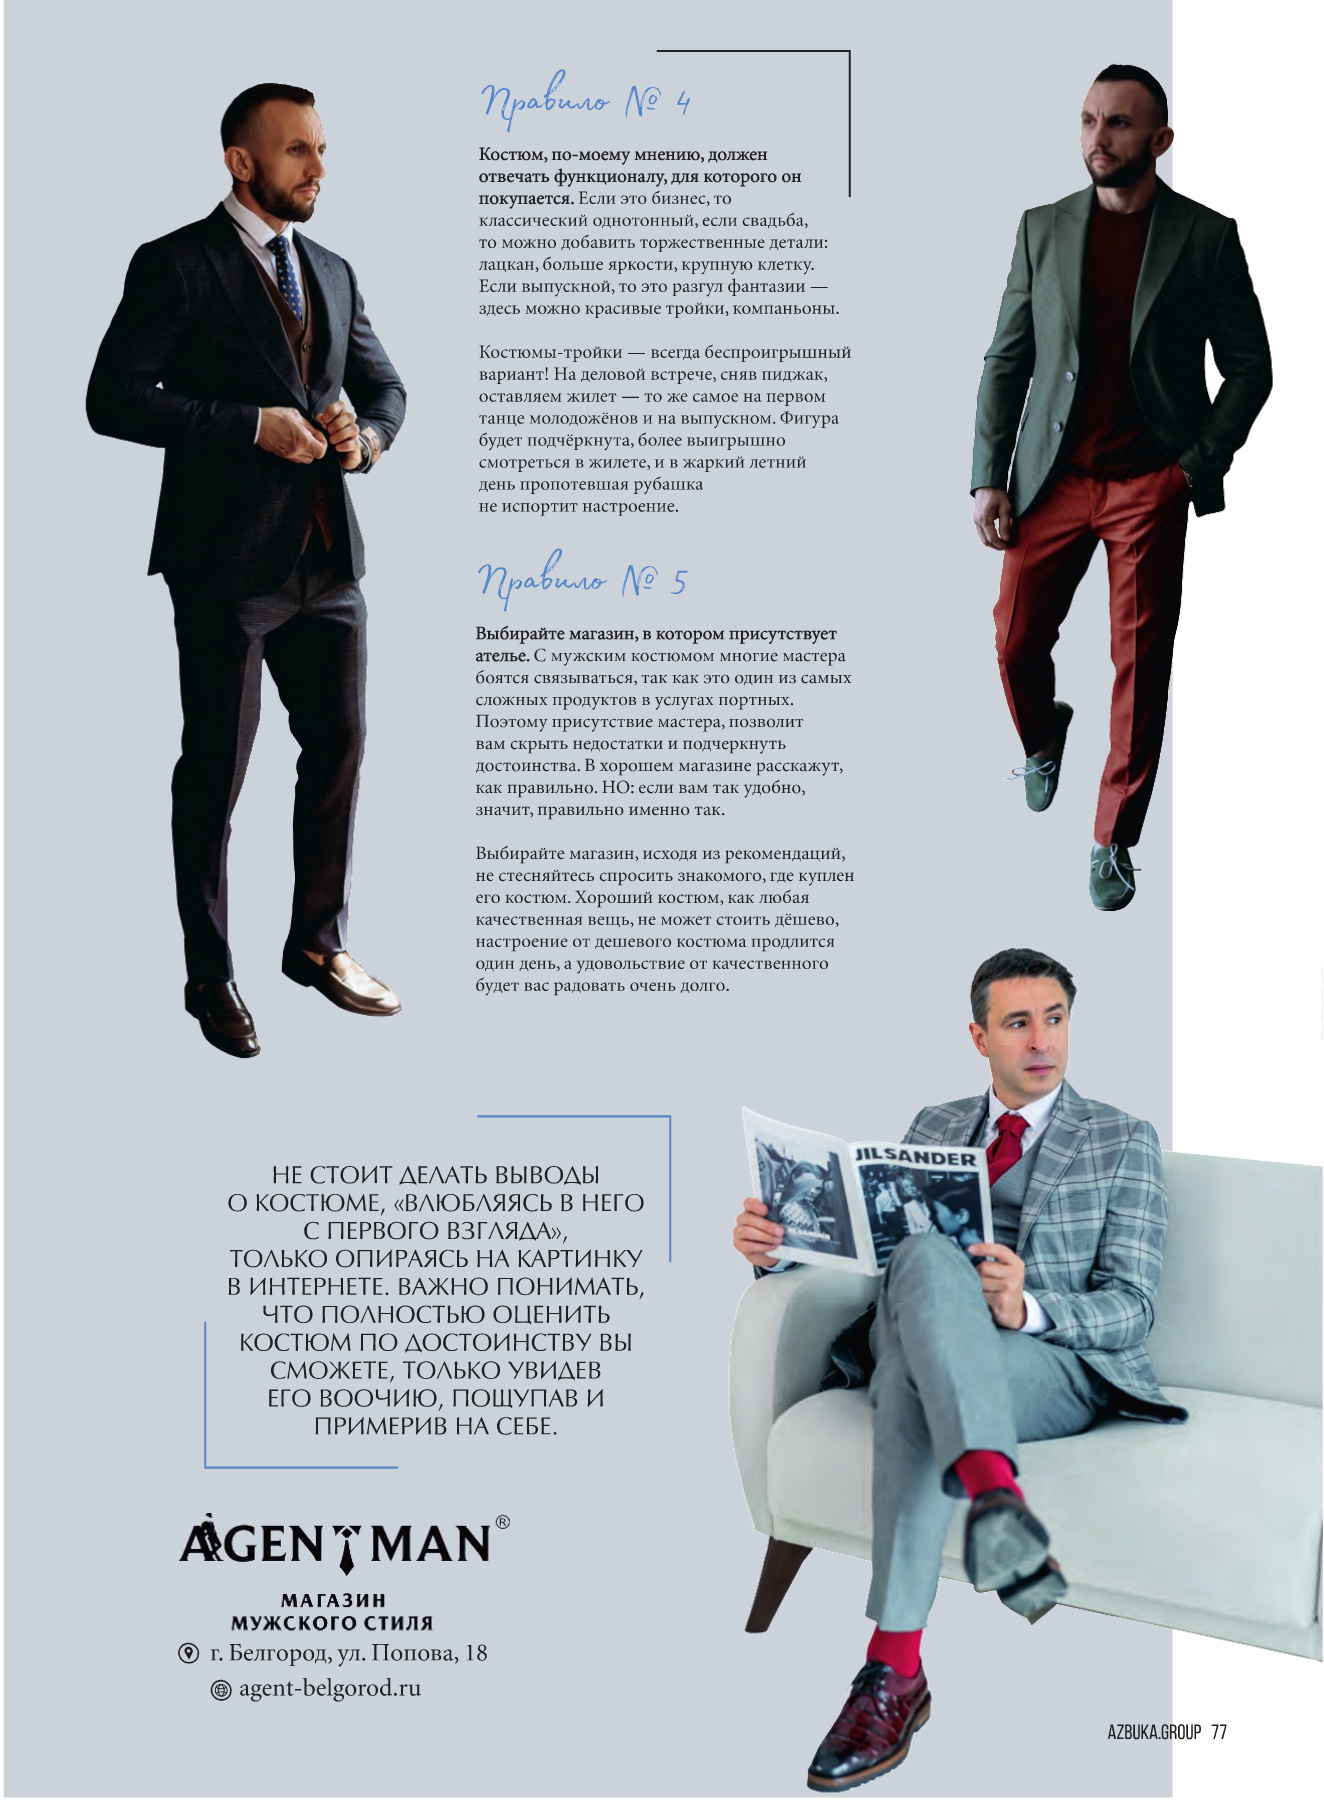 Правило № 4
Костюм, по-моему мнению, должен
отвечать функционалу, для которого он
покупается. Если это бизнес, то
классический однотонный, если свадьба,
то можно добавить торжественные детали:
лацкан, больше яркости, крупную клетку.
Если выпускной, то это разгул фантазии —
здесь можно красивые тройки, компаньоны.
Костюмы-тройки — всегда беспроигрышный
вариант! На деловой встрече, сняв пиджак,
оставляем жилет — то же самое на первом
танце молодожёнов и на выпускном. Фигура
будет подчёркнута, более выигрышно
смотреться в жилете, и в жаркий летний
день пропотевшая рубашка
не испортит настроение.
Правило № 5
Выбирайте магазин, в котором присутствует
ателье. С мужским костюмом многие мастера
боятся связываться, так как это один из самых
сложных продуктов в услугах портных.
Поэтому присутствие мастера, позволит
вам скрыть недостатки и подчеркнуть
достоинства. В хорошем магазине расскажут,
как правильно. НО: если вам так удобно,
значит, правильно именно так.
Выбирайте магазин, исходя из рекомендаций,
не стесняйтесь спросить знакомого, где куплен
его костюм. Хороший костюм, как любая
качественная вещь, не может стоить дёшево,
настроение от дешевого костюма продлится
один день, а удовольствие от качественного
будет вас радовать очень долго.
JIL SANDER
JIL SANDER
НЕ СТОИТ ДЕЛАТЬ ВЫВОДЫ
О КОСТЮМЕ, «ВЛЮБЛЯЯСЬ В НЕГО
С ПЕРВОГО ВЗГЛЯДА»,
ТОЛЬКО ОПИРАЯСЬ НА КАРТИНКУ
В ИНТЕРНЕТЕ. ВАЖНО ПОНИМАТЬ,
ЧТО ПОЛНОСТЬЮ ОЦЕНИТЬ
КОСТЮМ ПО ДОСТОИНСТВУ ВЫ
СМОЖЕТЕ, ТОЛЬКО УВИДЕВ
ЕГО ВООЧИЮ, ПОЩУПАВ И
ПРИМЕРИВ НА СЕБЕ.
AGENTMAN®
МАГАЗИН
МУЖСКОГО СТИЛЯ
г. Белгород, ул. Попова, 18
agent-belgorod.ru
AZBUKA.GROUP 77